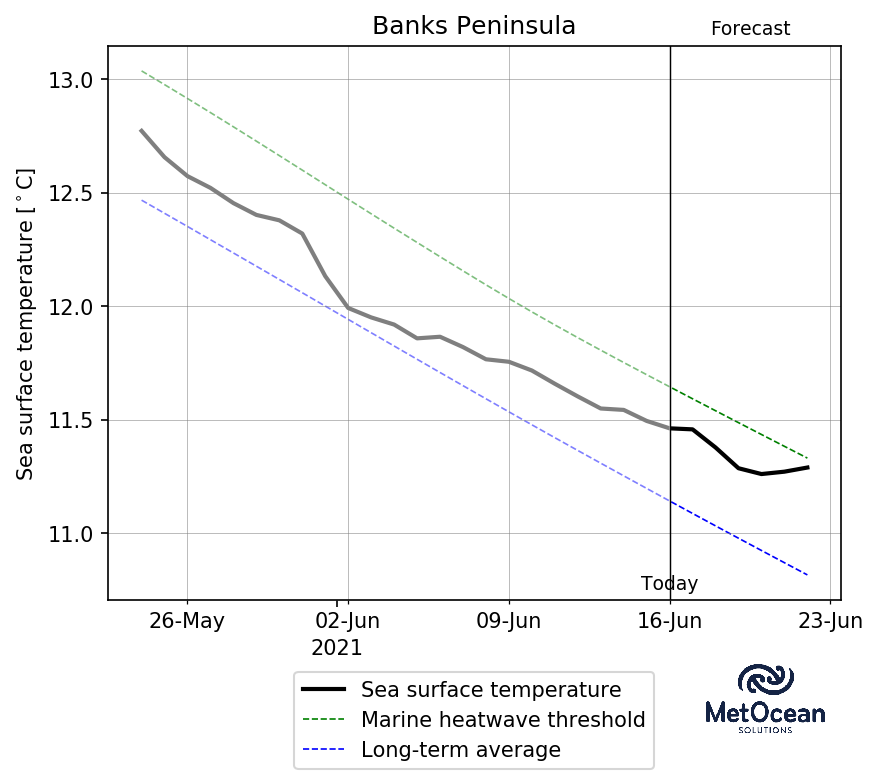 Banks Peninsula
Forecast
Sea surface temperature [°C]
13.0
12.5
12.0
11.5
11.0
Today
26-May 02-Jun 09-Jun 16-Jun 23-Jun
2021
Sea surface temperature
Marine heatwave threshold
Long-term average
MetOcean
SOLUTIONS